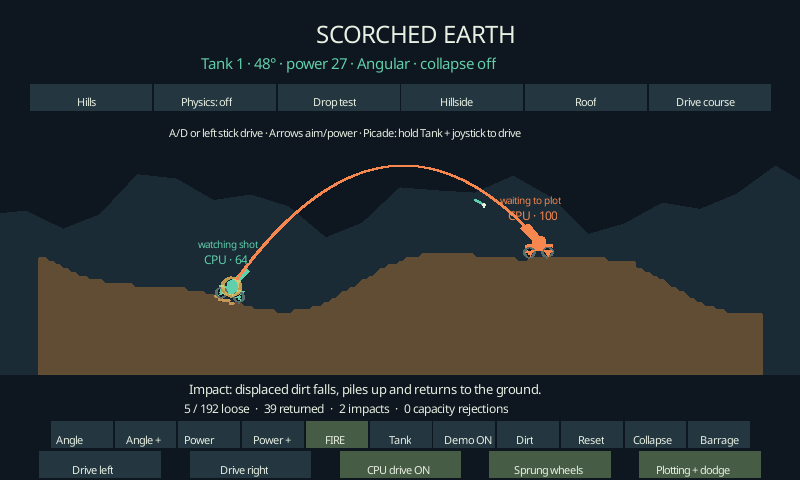 SCORCHED EARTH
Tank 1 · 48° · power 27 · Angular · collapse off
Hills
Physics: off
Drop test
Hillside
Roof
Drive course
A/D or left stick drive · Arrows aim/power · Picade: hold Tank + joystick to drive
waiting to plot
CPU · 100
watching shot
CPU · 64
Impact: displaced dirt falls, piles up and returns to the ground.
5 / 192 loose · 39 returned · 2 impacts · 0 capacity rejections
Angle
Angle +
Power
Power +
FIRE
Tank
Demo ON
Dirt
Reset
Collapse
Barrage
Drive left
Drive right
CPU drive ON
Sprung wheels
Plotting + dodge